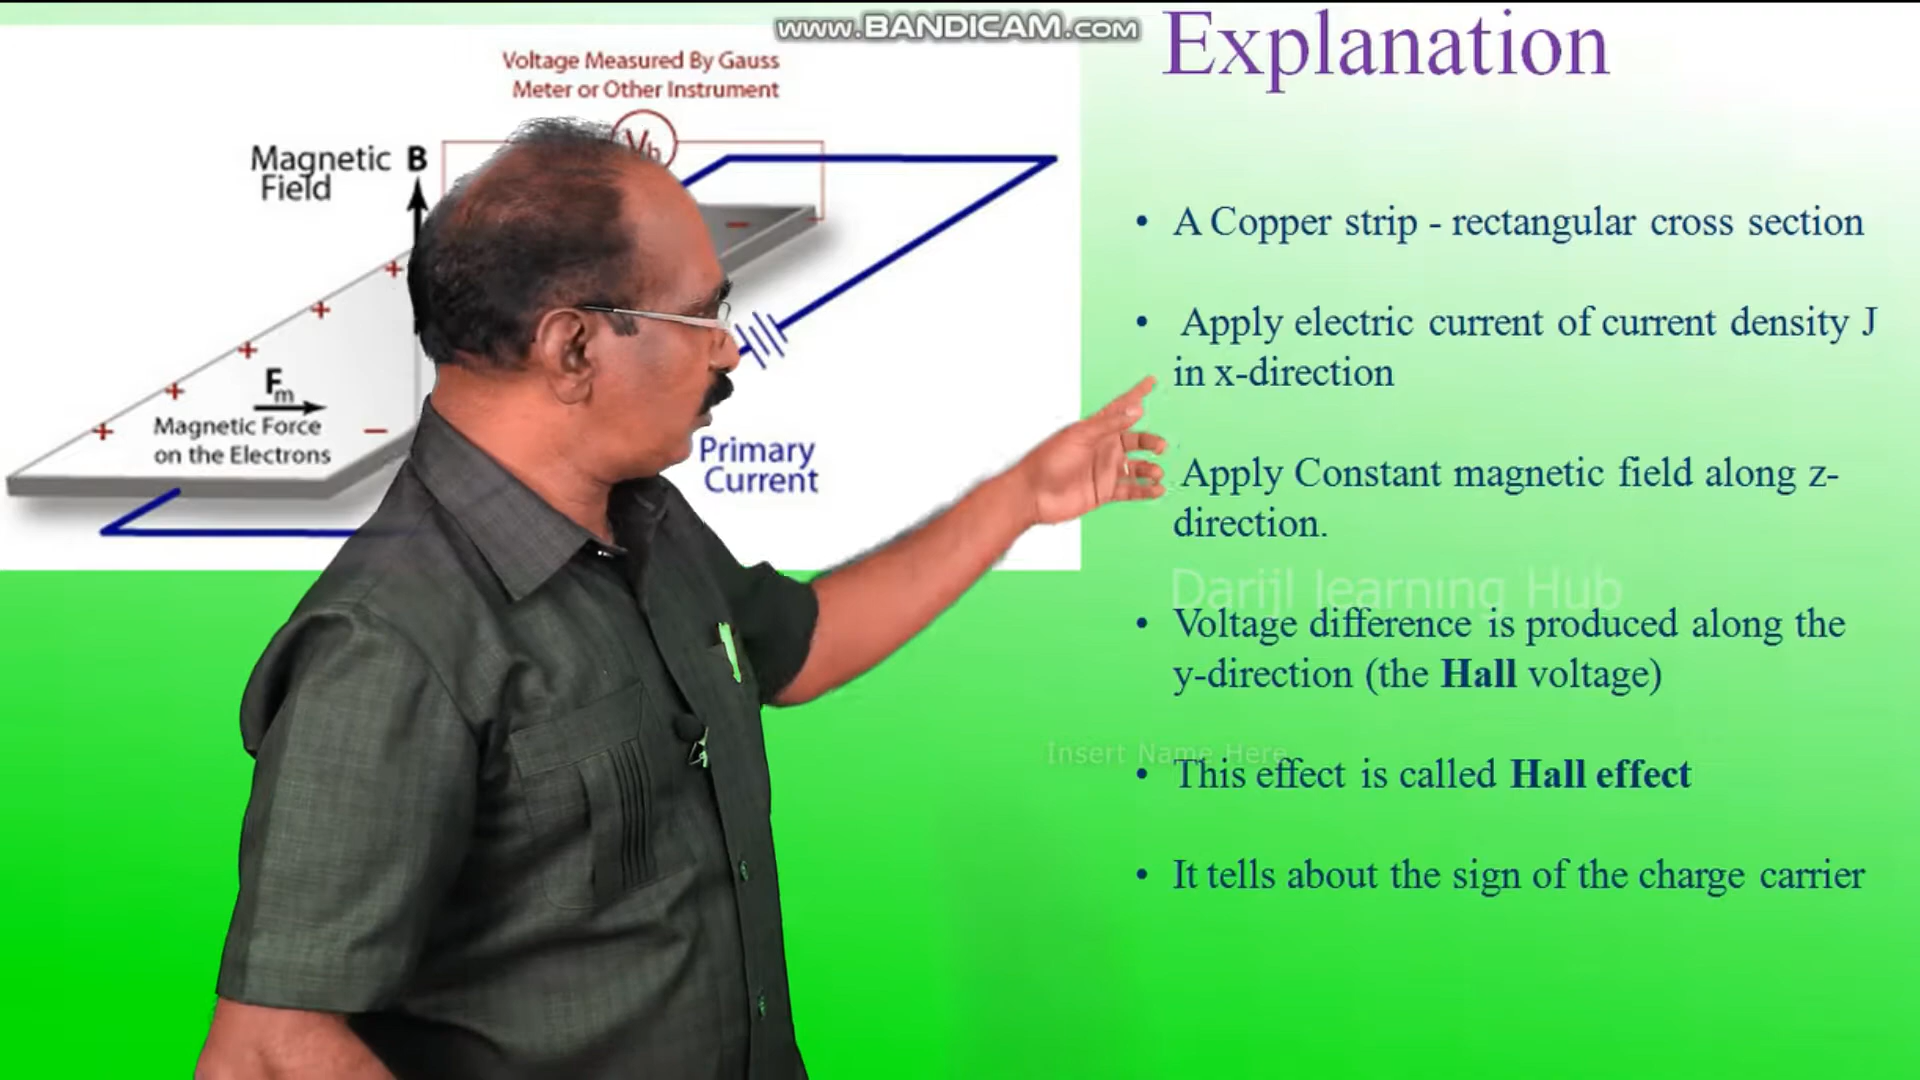 www.BANDICAM.com
Explanation
Voltage Measured By Gauss
Meter or Other Instrument
Vh
Magnetic B
Field
+
+
+
+
+
Fm
Magnetic Force
on the Electrons
−
−
Primary
Current
• A Copper strip - rectangular cross section
• Apply electric current of current density J
in x-direction
Apply Constant magnetic field along z-
direction.
Darijl learning Hub
• Voltage difference is produced along the
y-direction (the Hall voltage)
Insert Name Here
• This effect is called Hall effect
• It tells about the sign of the charge carrier